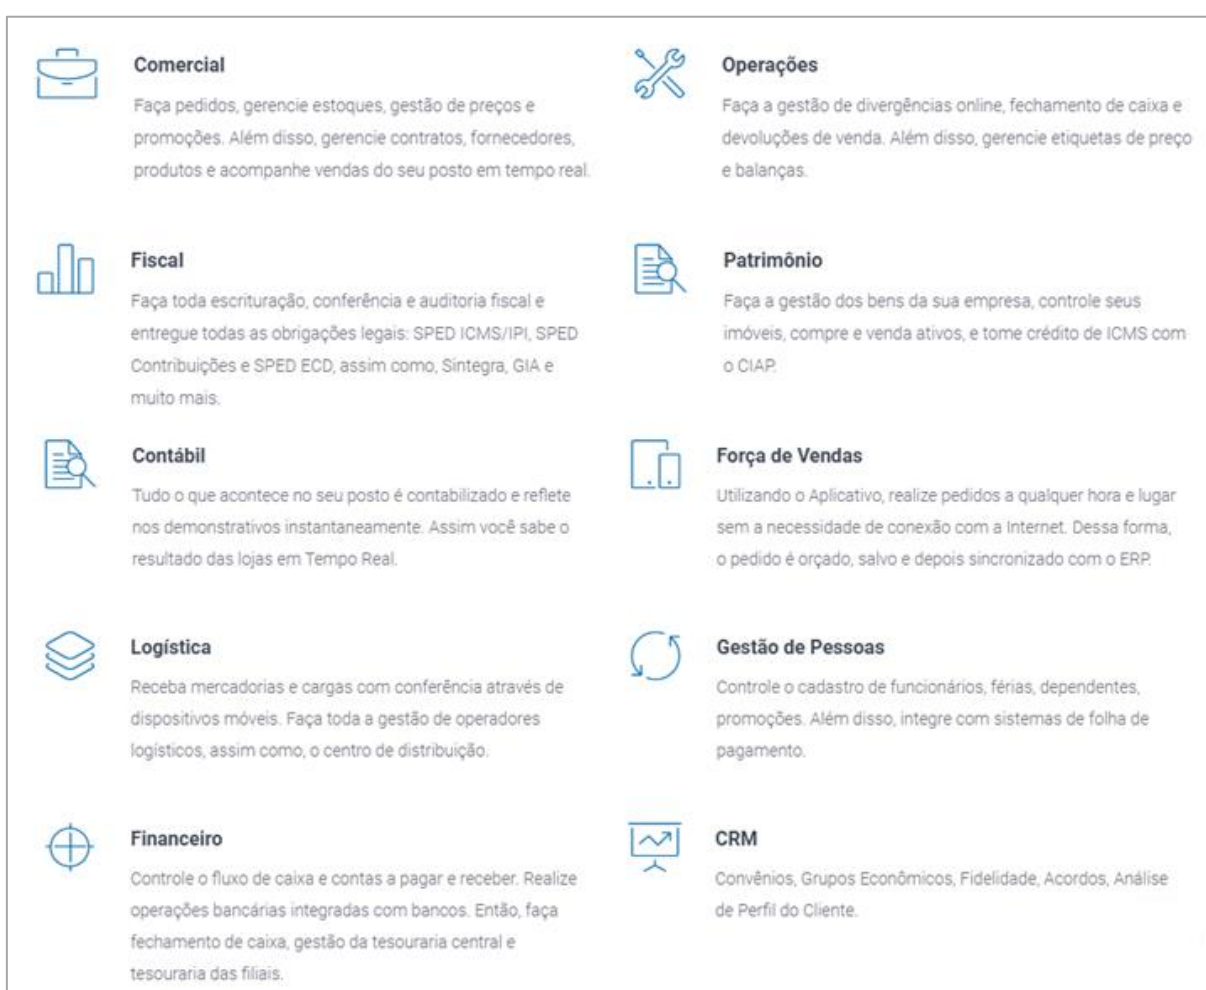 Comercial
Faça pedidos, gerencie estoques, gestão de preços e
promoções. Além disso, gerencie contratos, fornecedores,
produtos e acompanhe vendas do seu posto em tempo real.
Operações
Faça a gestão de divergências online, fechamento de caixa e
devoluções de venda. Além disso, gerencie etiquetas de preço
e balanças.
Fiscal
Faça toda escrituração, conferência e auditoria fiscal e
entregue todas as obrigações legais: SPED ICMS/IPI, SPED
Contribuições e SPED ECD, assim como, Sintegra, GIA e
muito mais.
Patrimônio
Faça a gestão dos bens da sua empresa, controle seus
imóveis, compre e venda ativos, e tome crédito de ICMS com
o CIAP.
Contábil
Tudo o que acontece no seu posto é contabilizado e reflete
nos demonstrativos instantaneamente. Assim você sabe o
resultado das lojas em Tempo Real.
Força de Vendas
Utilizando o Aplicativo, realize pedidos a qualquer hora e lugar
sem a necessidade de conexão com a Internet. Dessa forma,
o pedido é orçado, salvo e depois sincronizado com o ERP.
Logística
Receba mercadorias e cargas com conferência através de
dispositivos móveis. Faça toda a gestão de operadores
logísticos, assim como, o centro de distribuição.
Gestão de Pessoas
Controle o cadastro de funcionários, férias, dependentes,
promoções. Além disso, integre com sistemas de folha de
pagamento.
Financeiro
Controle o fluxo de caixa e contas a pagar e receber. Realize
operações bancárias integradas com bancos. Então, faça
fechamento de caixa, gestão da tesouraria central e
tesouraria das filiais.
CRM
Convênios, Grupos Econômicos, Fidelidade, Acordos, Análise
de Perfil do Cliente.